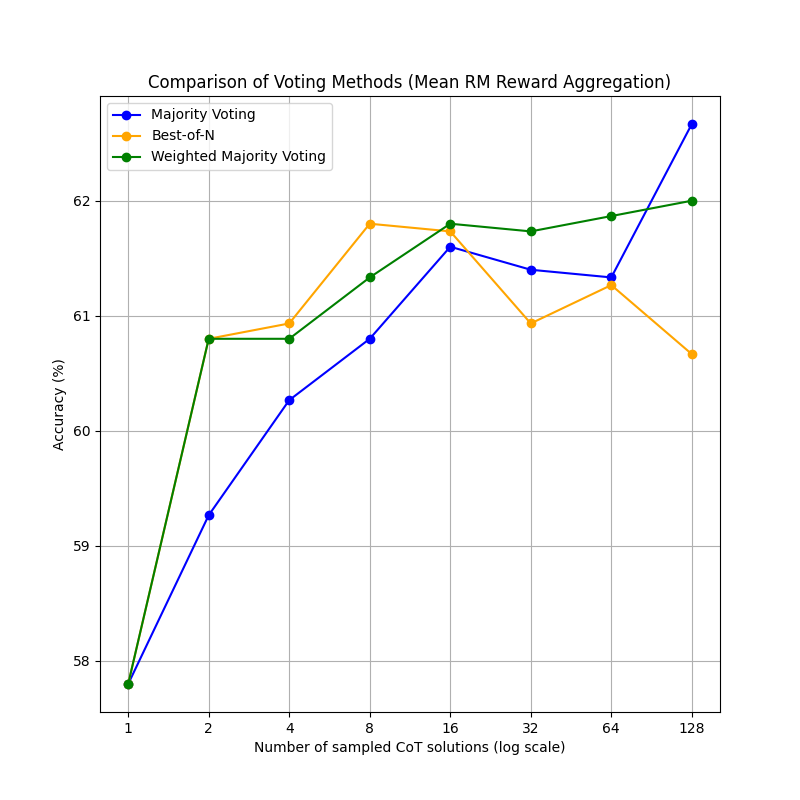 Comparison of Voting Methods (Mean RM Reward Aggregation)
Majority Voting
Best-of-N
Weighted Majority Voting
62
61
60
59
58
Accuracy (%)
1 2 4 8 16 32 64 128
Number of sampled CoT solutions (log scale)